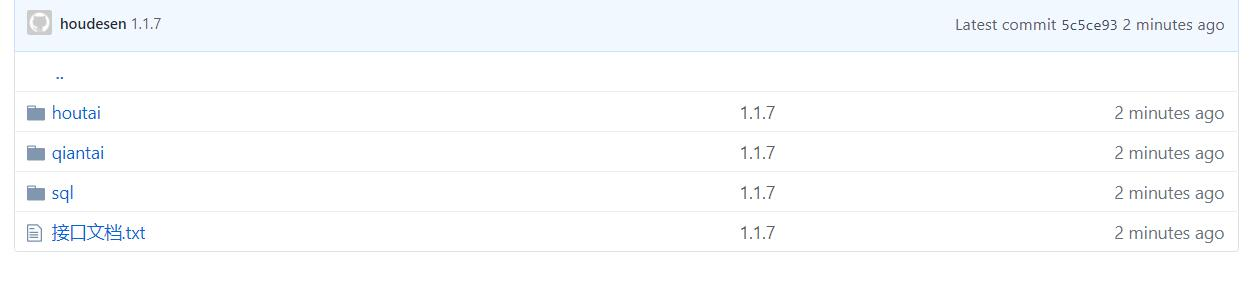 houdesen 1.1.7 Latest commit 5c5ce93 2 minutes ago
..
houtai 1.1.7 2 minutes ago
qiantai 1.1.7 2 minutes ago
sql 1.1.7 2 minutes ago
接口文档.txt 1.1.7 2 minutes ago